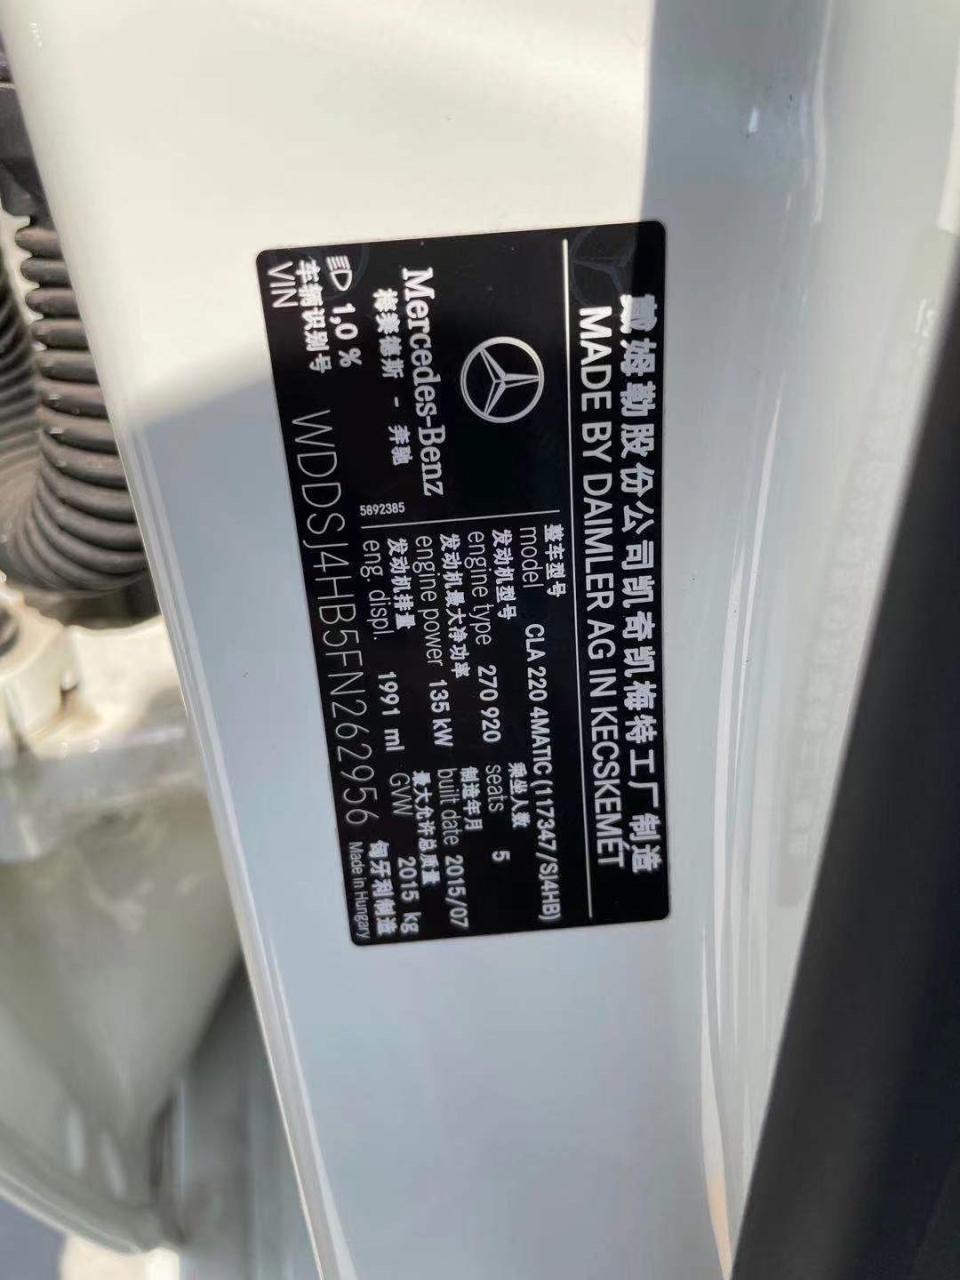 戴姆勒股份公司凯奇凯梅特工厂制造
MADE BY DAIMLER AG IN KECSKEMÉT
Mercedes-Benz
梅赛德斯 - 奔驰
5892385
整车型号
model CLA 220 4MATIC (117347/SJ4HB)
发动机型号
engine type 270 920
乘坐人数
seats 5
发动机最大净功率
engine power 135 kW
制造年月
built date 2015/07
发动机排量
eng. displ. 1991 ml
最大允许总质量
GVW 2015 kg
1,0 %
车辆识别号
VIN WDDSJ4HB5FN262956
匈牙利制造
Made in Hungary